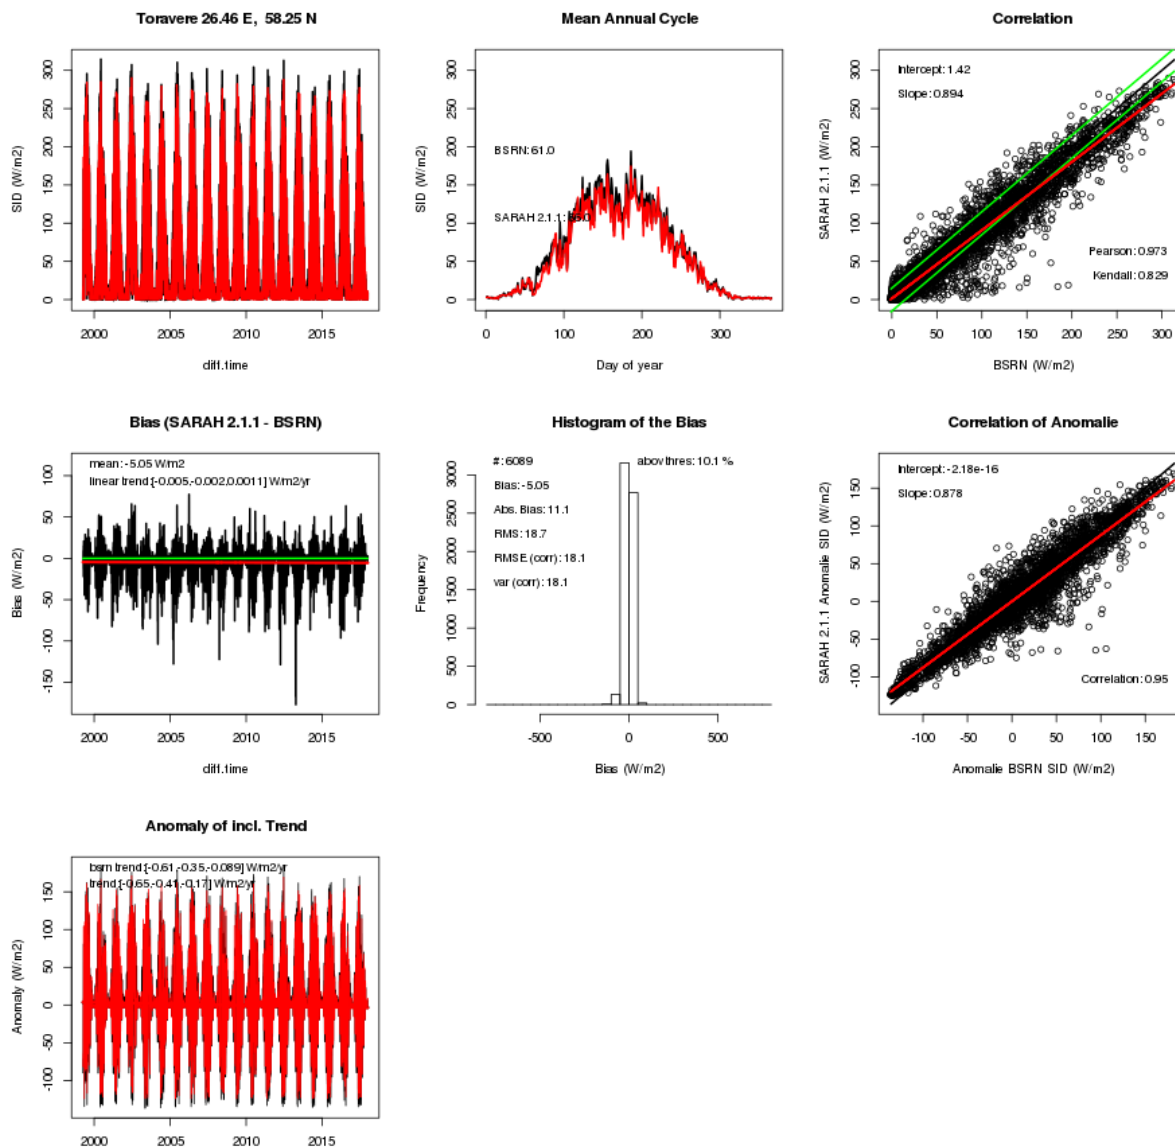 Toravere 26.46 E, 58.25 N
SID (W/m2)
300
250
200
150
100
50
0
2000
2005
2010
2015
diff.time
Mean Annual Cycle
SID (W/m2)
300
250
200
150
100
50
0
BSRN: 61.0
SARAH 2.1.1: 56.0
0
100
200
300
Day of year
Correlation
SARAH 2.1.1 (W/m2)
300
250
200
150
100
50
0
Intercept: 1.42
Slope: 0.894
Pearson: 0.973
Kendall: 0.829
0
50
100
150
200
250
300
BSRN (W/m2)
Bias (SARAH 2.1.1 - BSRN)
Bias (W/m2)
100
50
0
-50
-100
-150
mean: -5.05 W/m2
linear trend:[-0.005,-0.002,0.0011] W/m2/yr
2000
2005
2010
2015
diff.time
Histogram of the Bias
Frequency
3000
2500
2000
1500
1000
500
0
#: 6089
abov.thres: 10.1 %
Bias: -5.05
Abs. Bias: 11.1
RMS: 18.7
RMSE (corr): 18.1
var (corr): 18.1
-500
0
500
Bias (W/m2)
Correlation of Anomalie
SARAH 2.1.1 Anomalie SID (W/m2)
150
100
50
0
-50
-100
Intercept: -2.18e-16
Slope: 0.878
Correlation: 0.95
-100
-50
0
50
100
150
Anomalie BSRN SID (W/m2)
Anomaly of incl. Trend
Anomaly (W/m2)
150
100
50
0
-50
-100
bsrn trend:[-0.61,-0.35,-0.089] W/m2/yr
trend:[-0.65,-0.41,-0.17] W/m2/yr
2000
2005
2010
2015